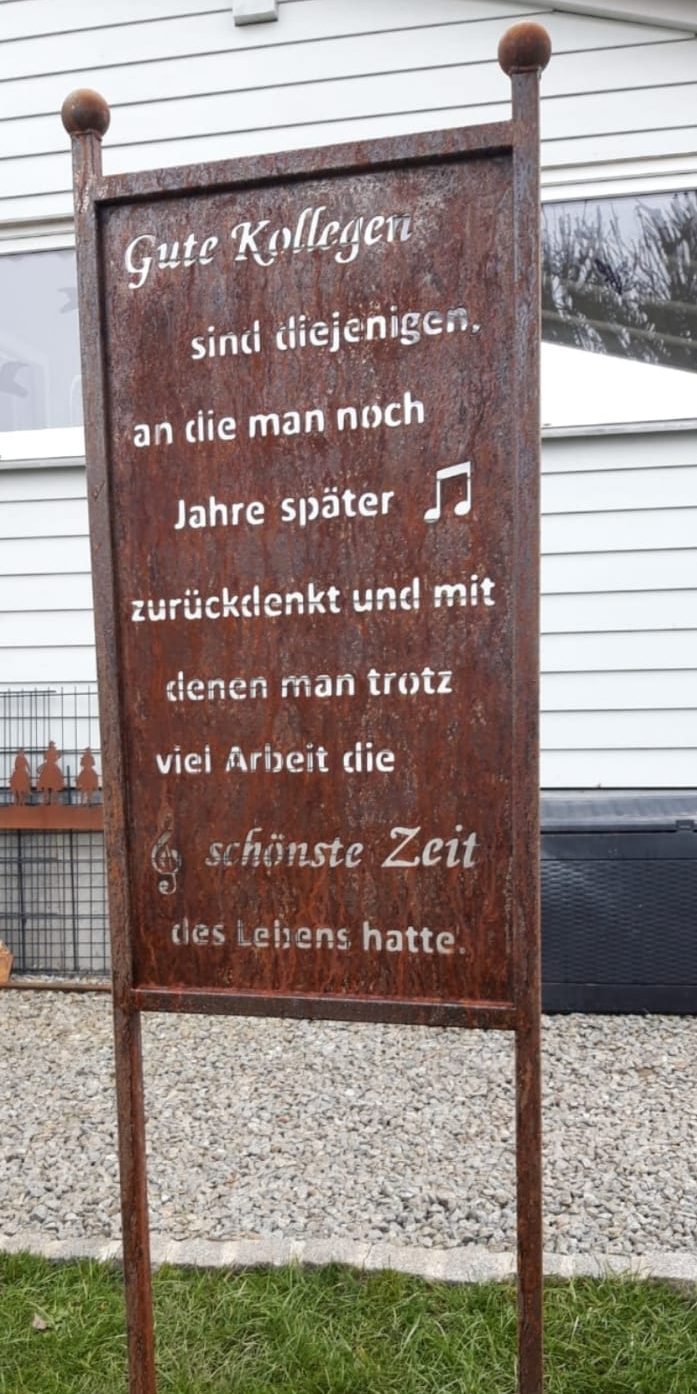 Gute Kollegen
sind diejenigen,
an die man noch
Jahre später
zurückdenkt und mit
denen man trotz
viel Arbeit die
schönste Zeit
des Lebens hatte.